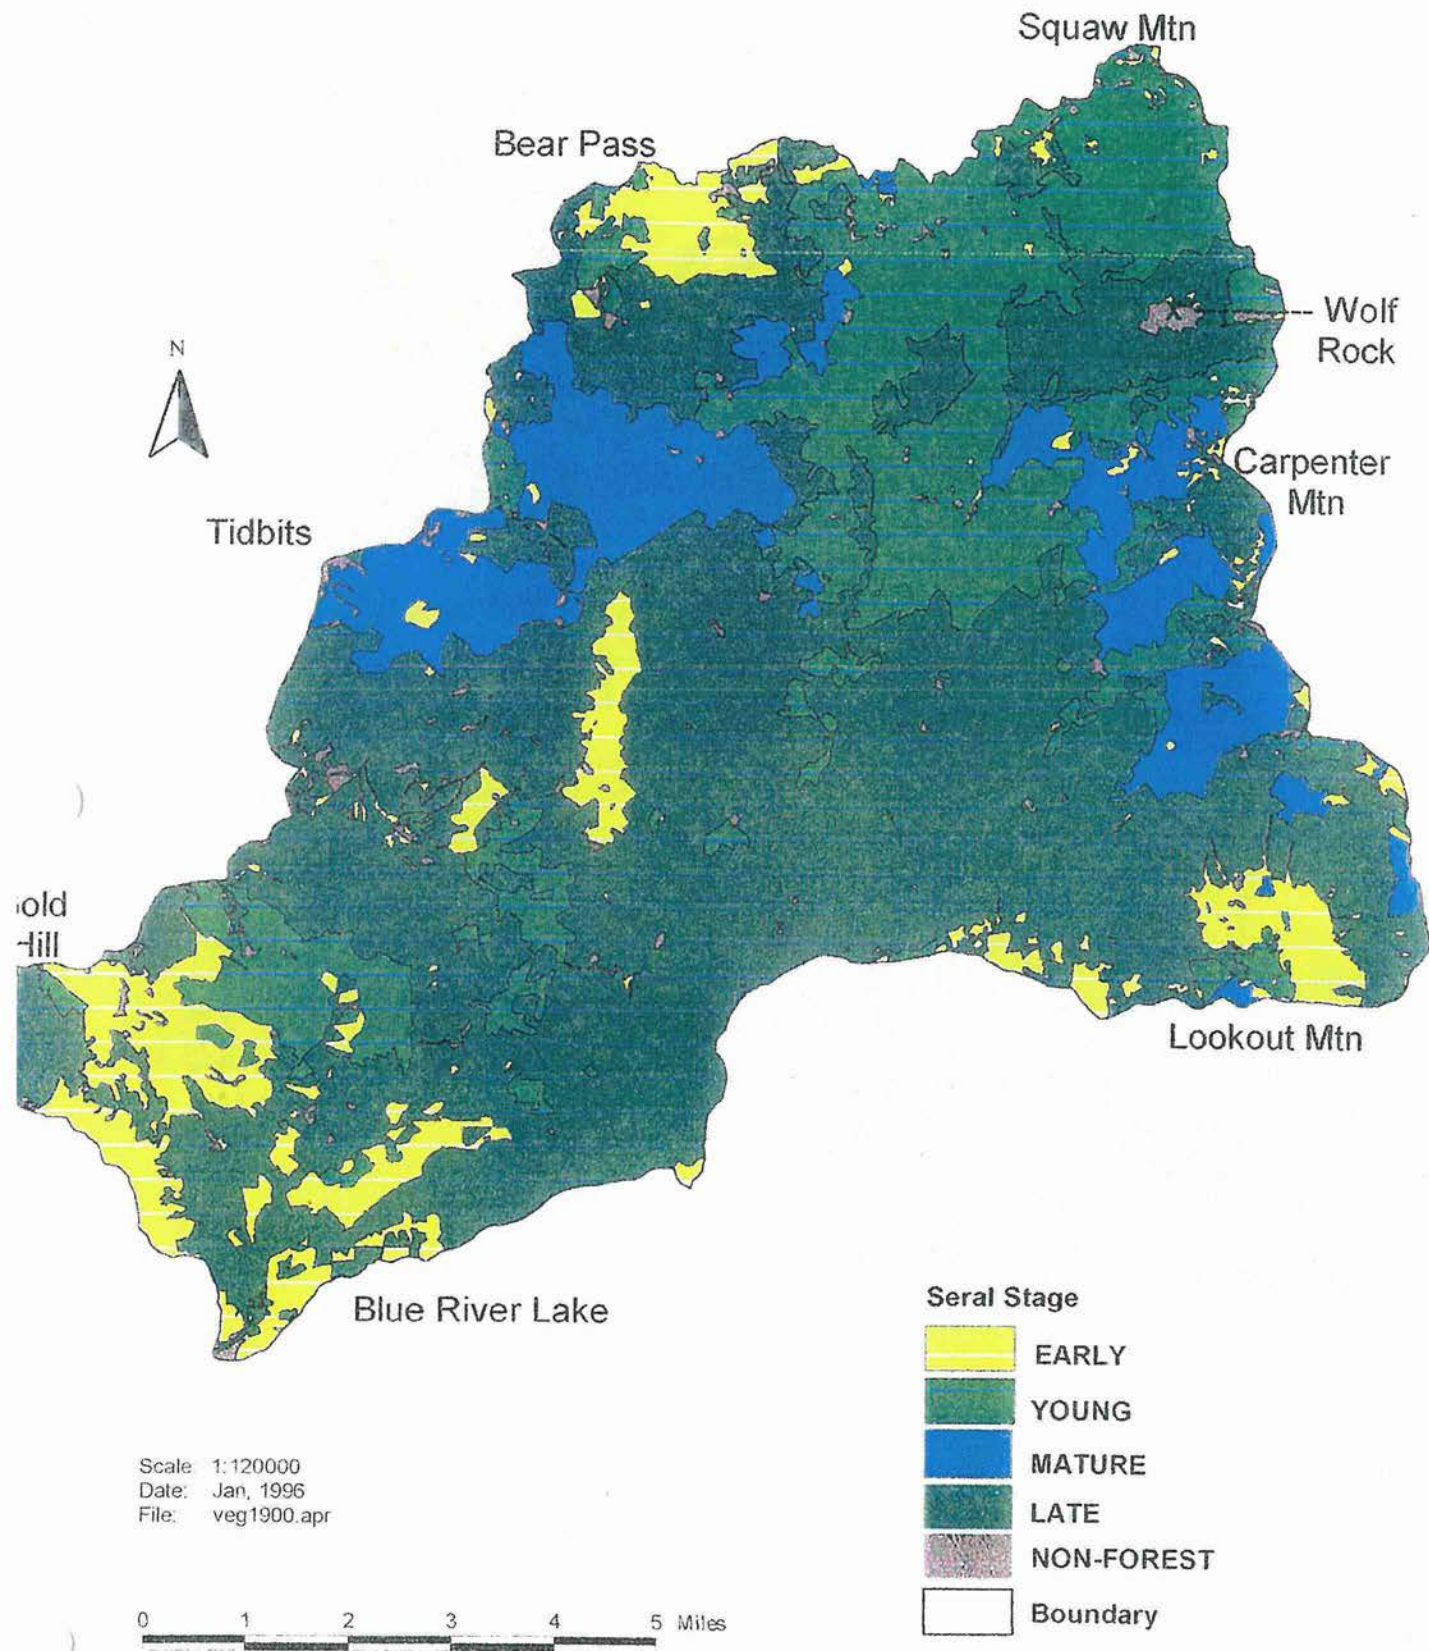 Squaw Mtn
Bear Pass
Wolf
Rock
N
Carpenter
Mtn
Tidbits
old
Hill
Lookout Mtn
Blue River Lake
Seral Stage
EARLY
YOUNG
MATURE
LATE
NON-FOREST
Boundary
Scale: 1:120000
Date: Jan, 1996
File: veg1900.apr
0 1 2 3 4 5 Miles